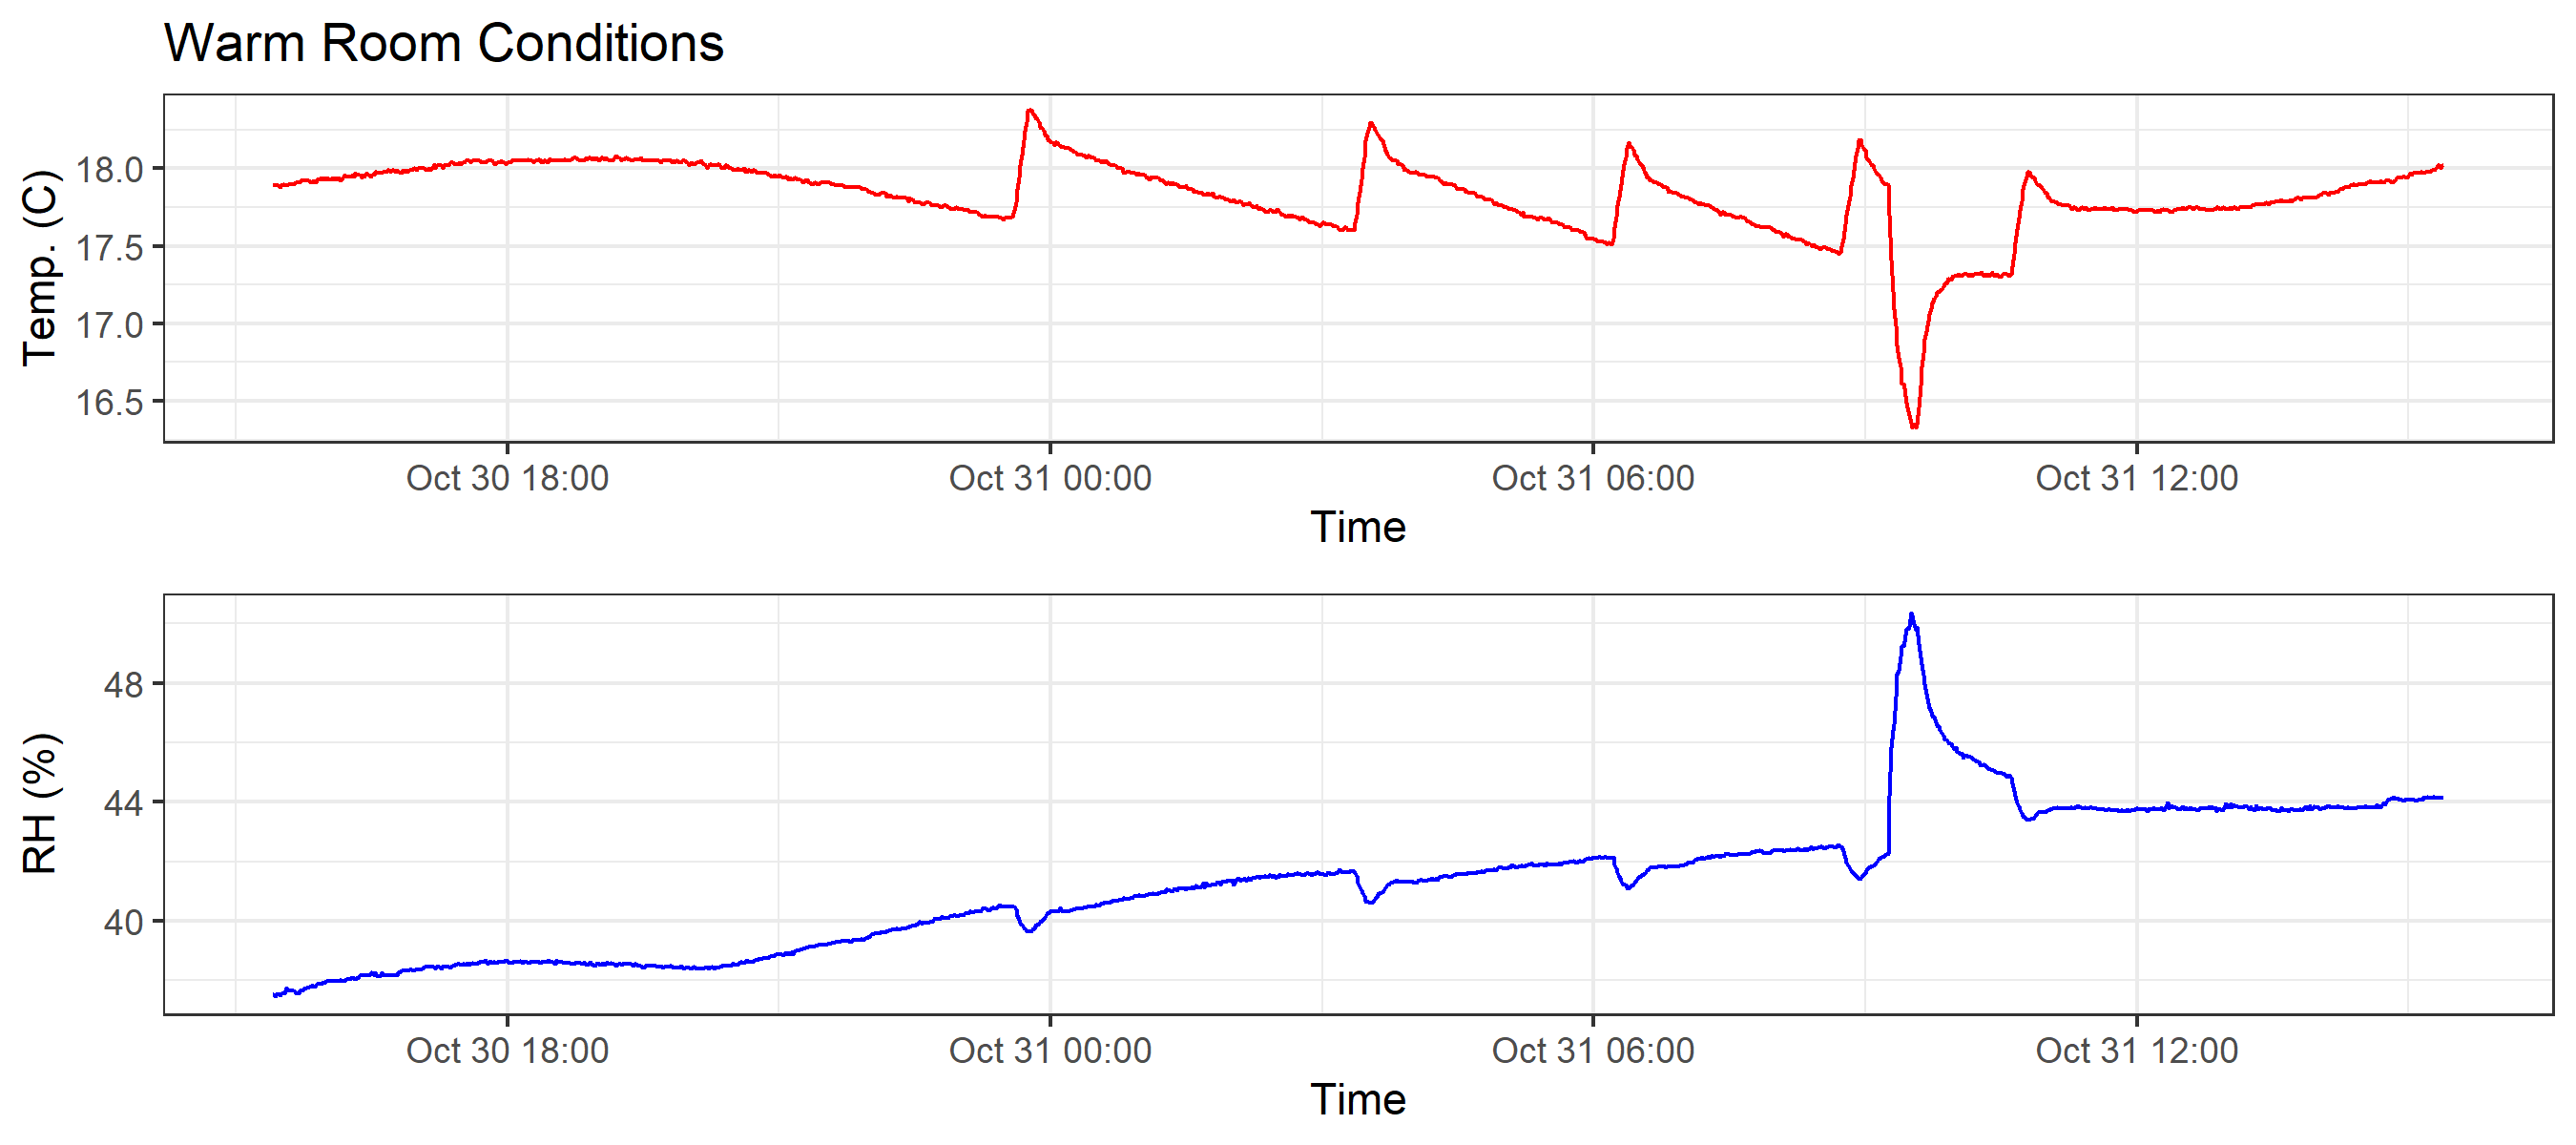 Warm Room Conditions
Temp. (C)
18.0
17.5
17.0
16.5
Oct 30 18:00 Oct 31 00:00 Oct 31 06:00 Oct 31 12:00
Time
RH (%)
48
44
40
Oct 30 18:00 Oct 31 00:00 Oct 31 06:00 Oct 31 12:00
Time